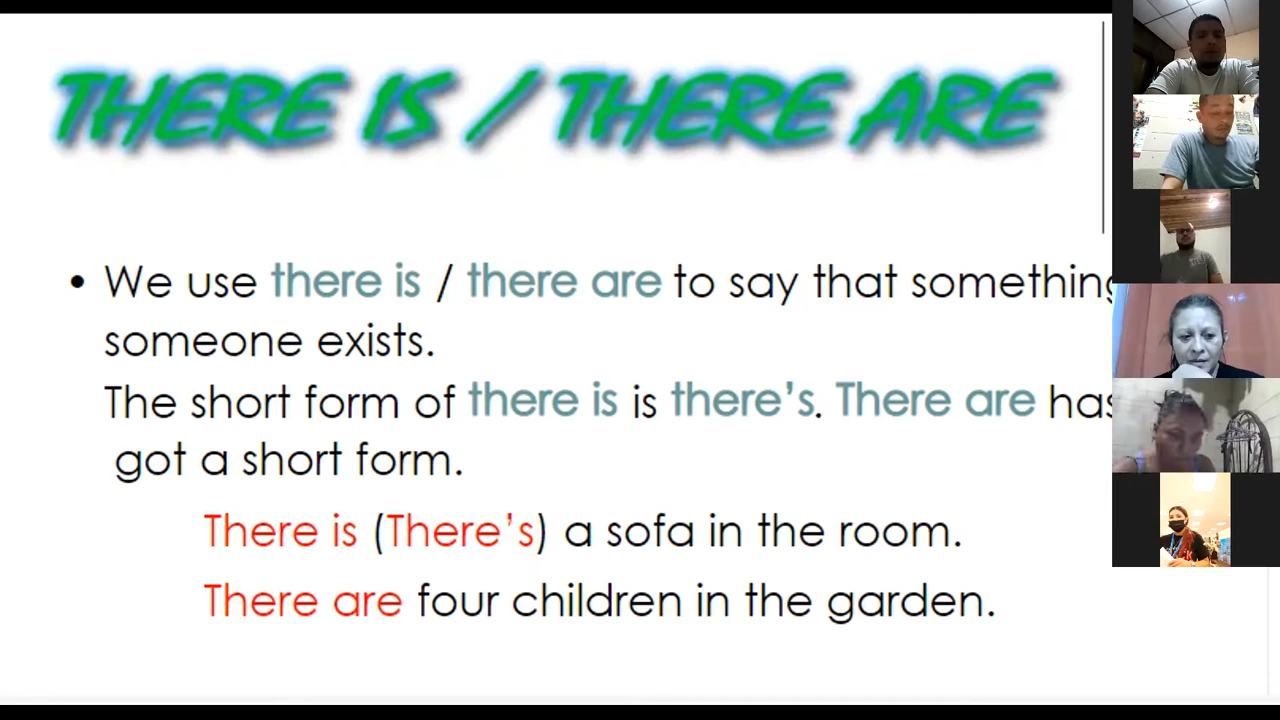 THERE IS / THERE ARE
• We use there is / there are to say that something
someone exists.
The short form of there is is there's. There are has
got a short form.
There is (There's) a sofa in the room.
There are four children in the garden.